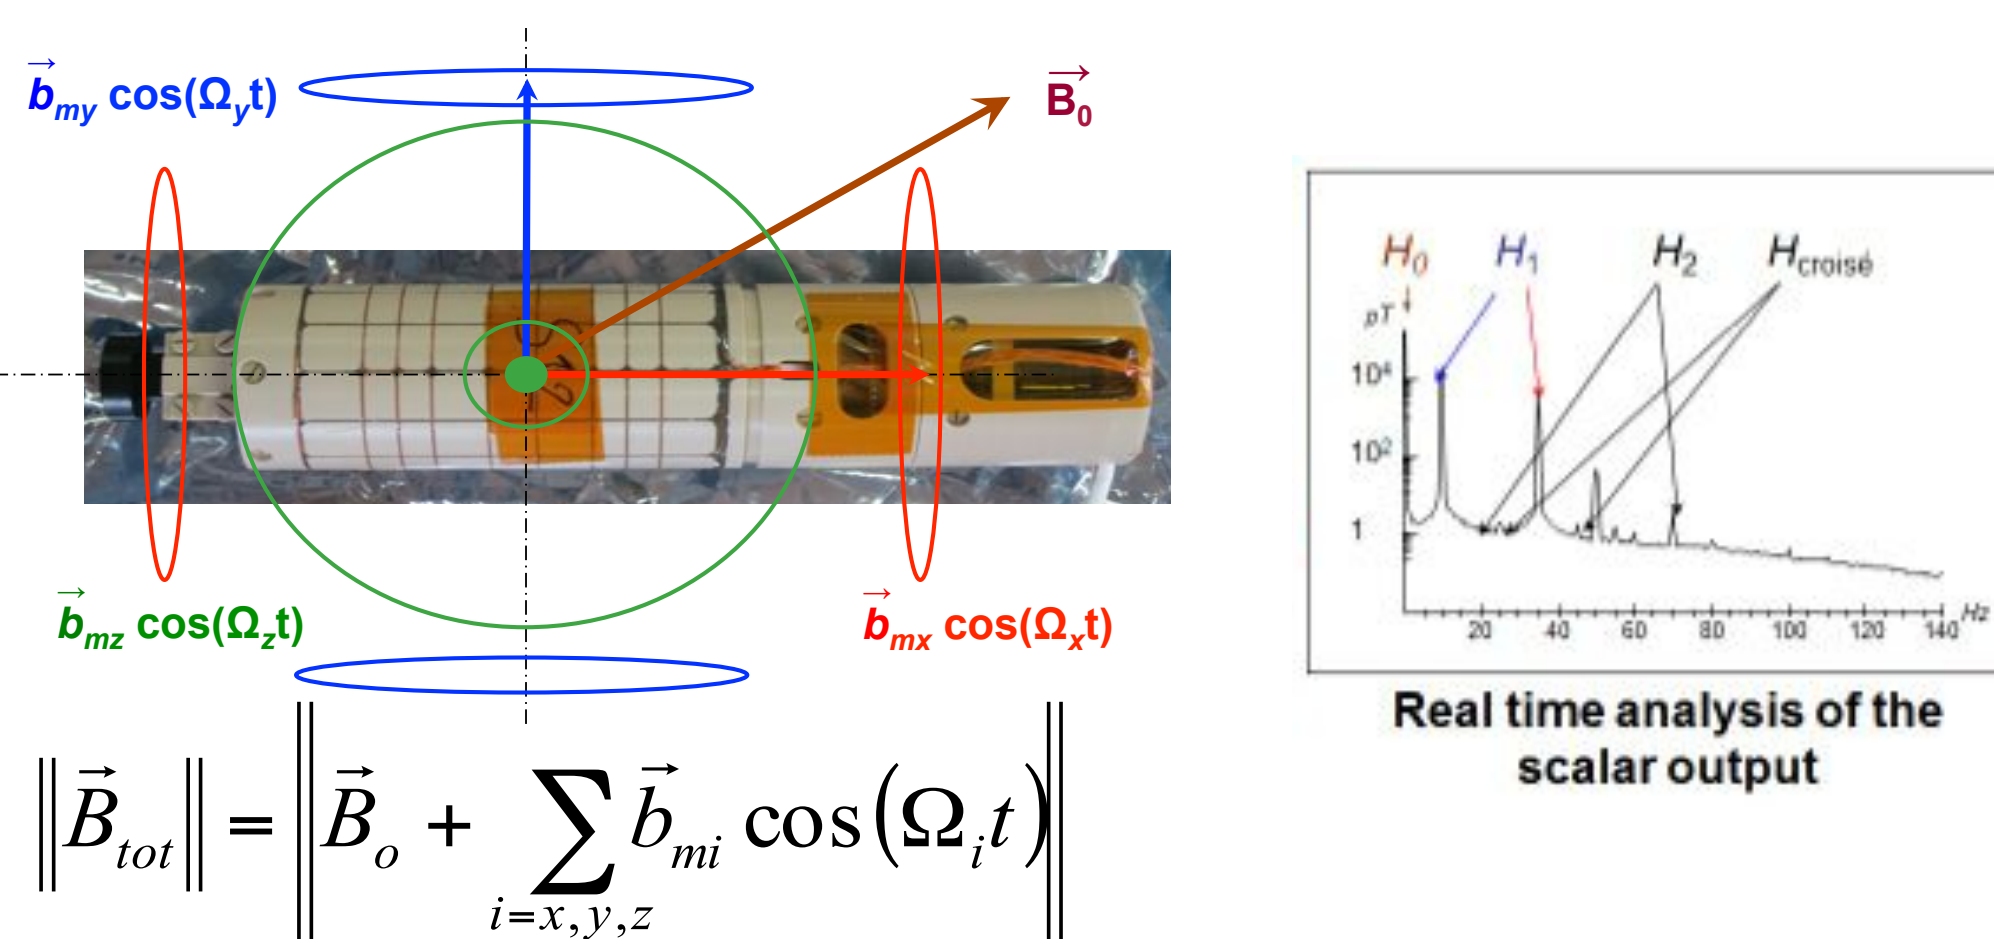 b⃗my cos(Ωyt)
B⃗0
b⃗mz cos(Ωzt)
b⃗mx cos(Ωxt)
‖B⃗tot‖ = ‖B⃗o + ∑i=x,y,z b⃗mi cos(Ωit)‖
H0 H1 H2 Hcroisé
pT
10⁴
10²
1
20 40 60 80 100 120 140 Hz
Real time analysis of the
scalar output